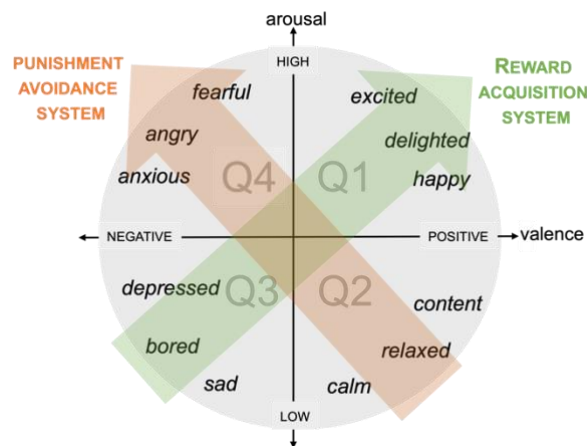 arousal
HIGH
PUNISHMENT
AVOIDANCE
SYSTEM
REWARD
ACQUISITION
SYSTEM
fearful
excited
angry
delighted
anxious
Q4
Q1
happy
NEGATIVE
POSITIVE
valence
depressed
Q3
Q2
content
bored
relaxed
sad
calm
LOW